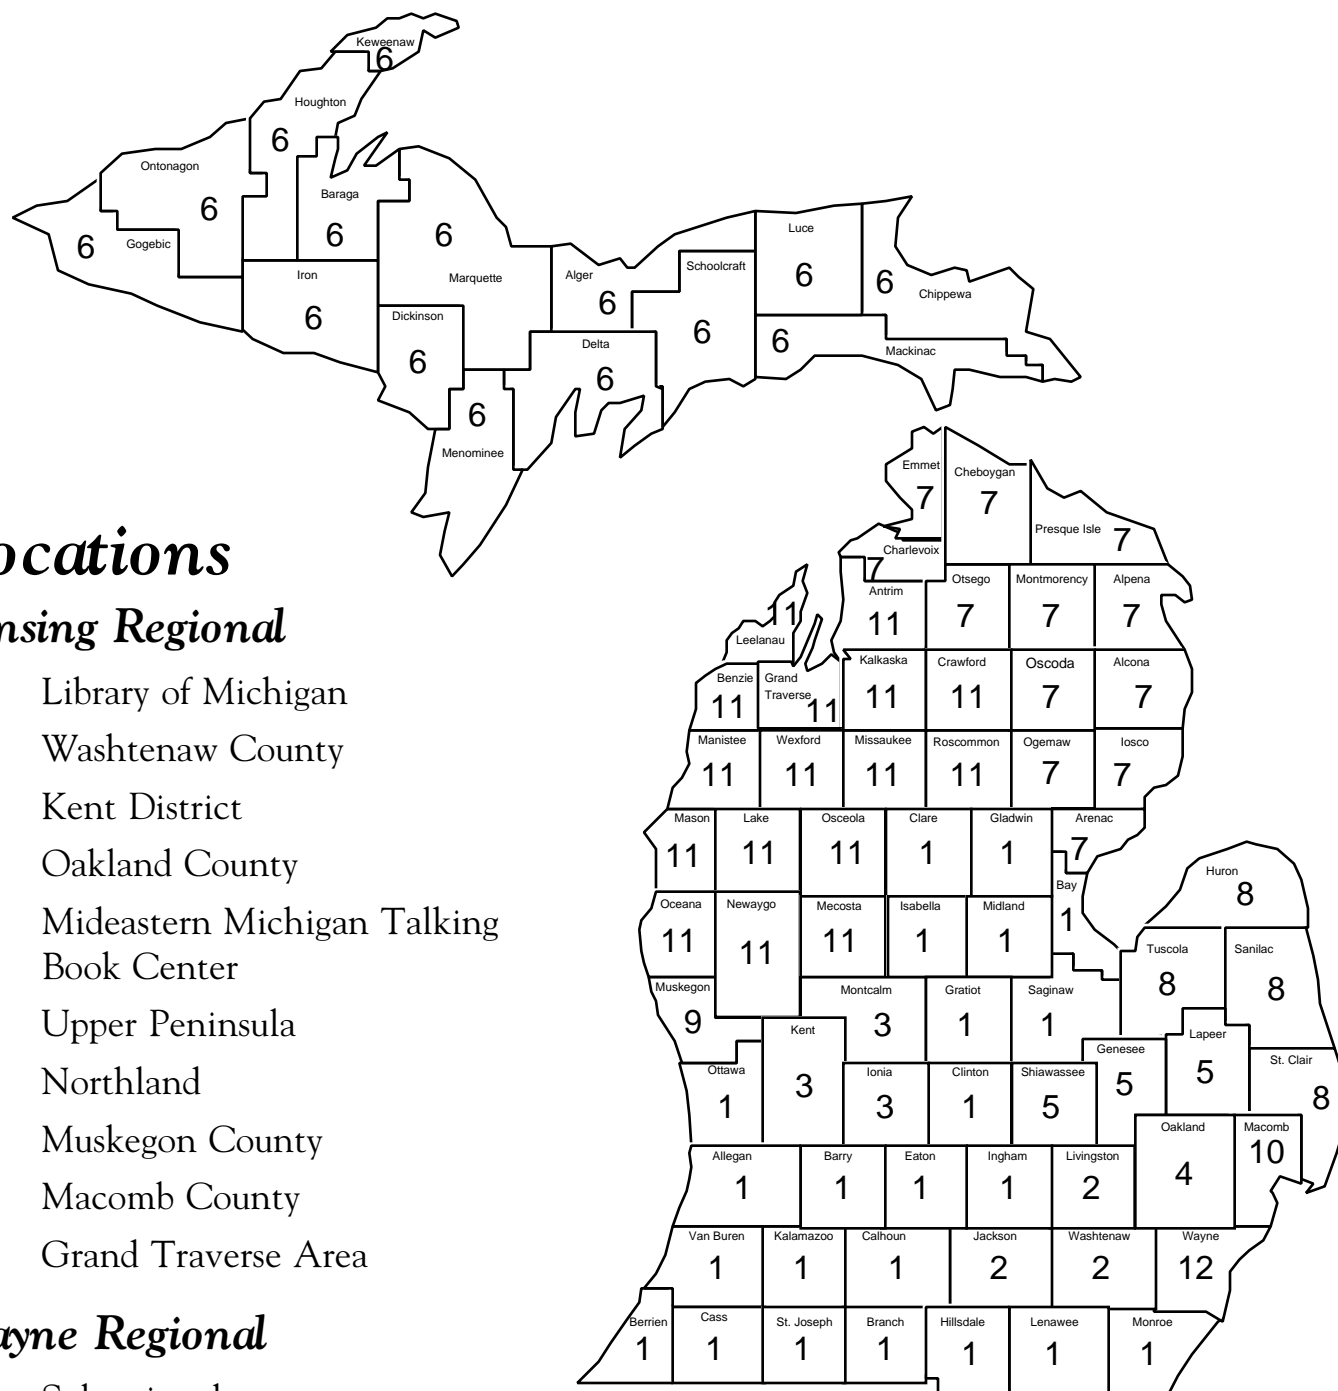 Keweenaw
6
Houghton
6
Ontonagon
6
Baraga
6
6
Gogebic
6
Marquette
Iron
6
Dickinson
6
Alger
6
Schoolcraft
6
Luce
6
6
Chippewa
6
Mackinac
Delta
6
6
Menominee
ocations
nsing Regional
Library of Michigan
Washtenaw County
Kent District
Oakland County
Mideastern Michigan Talking
Book Center
Upper Peninsula
Northland
Muskegon County
Macomb County
Grand Traverse Area
ayne Regional
Emmet
7
Cheboygan
7
Presque Isle 7
Charlevoix
7
Antrim
11
Otsego
7
Montmorency
7
Alpena
7
11
Leelanau
Benzie
11
Grand
Traverse
11
Kalkaska
11
Crawford
11
Oscoda
7
Alcona
7
Manistee
11
Wexford
11
Missaukee
11
Roscommon
11
Ogemaw
7
Iosco
7
Mason
11
Lake
11
Osceola
11
Clare
1
Gladwin
1
Arenac
7
Bay
1
Huron
8
Oceana
11
Newaygo
11
Mecosta
11
Isabella
1
Midland
1
Tuscola
8
Sanilac
8
Muskegon
9
Montcalm
3
Gratiot
1
Saginaw
1
Kent
3
Genesee
5
Lapeer
5
St. Clair
8
Ottawa
1
Ionia
3
Clinton
1
Shiawassee
5
Oakland
4
Macomb
10
Allegan
1
Barry
1
Eaton
1
Ingham
1
Livingston
2
Van Buren
1
Kalamazoo
1
Calhoun
1
Jackson
2
Washtenaw
2
Wayne
12
Berrien
1
Cass
1
St. Joseph
1
Branch
1
Hillsdale
1
Lenawee
1
Monroe
1